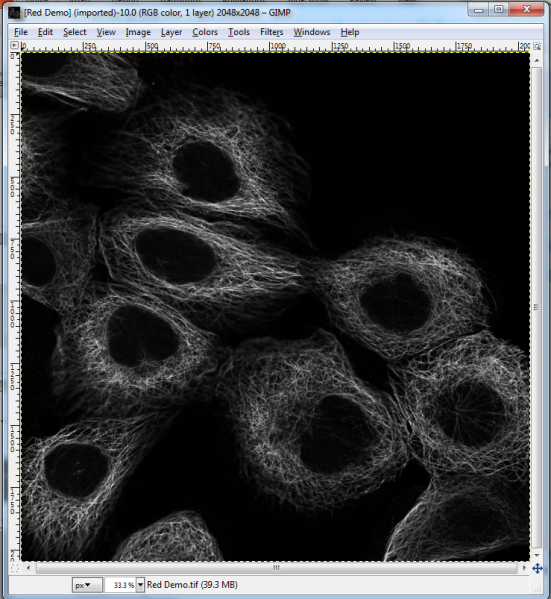 [Red Demo] (imported)-10.0 (RGB color, 1 layer) 2048x2048 – GIMP
File Edit Select View Image Layer Colors Tools Filters Windows Help
0 250 500 750 1000 1250 1500 1750 200
px 33.3 % Red Demo.tif (39.3 MB)